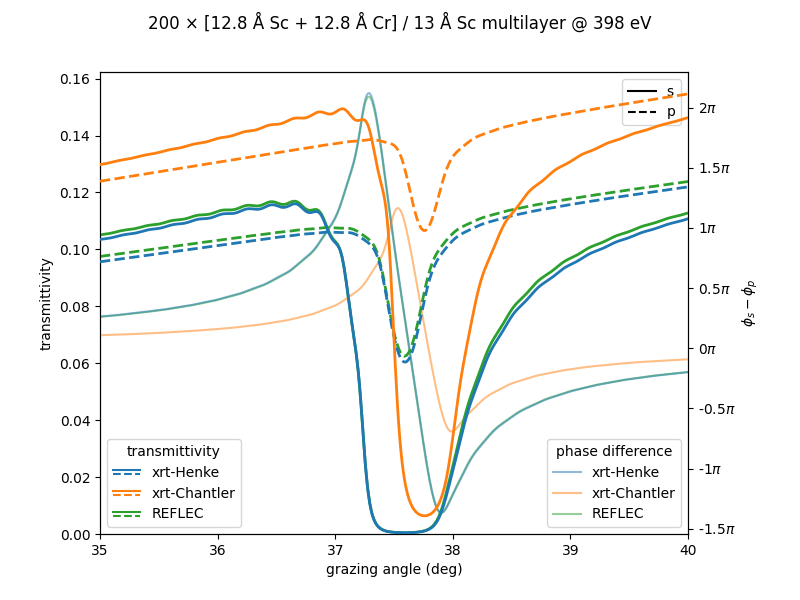 200 × [12.8 Å Sc + 12.8 Å Cr] / 13 Å Sc multilayer @ 398 eV
0.16
0.14
0.12
0.10
0.08
0.06
0.04
0.02
0.00
transmittivity
s
p
2π
1.5π
1π
0.5π
0π
-0.5π
-1π
-1.5π
ϕs − ϕp
transmittivity
xrt-Henke
xrt-Chantler
REFLEC
phase difference
xrt-Henke
xrt-Chantler
REFLEC
35
36
37
38
39
40
grazing angle (deg)